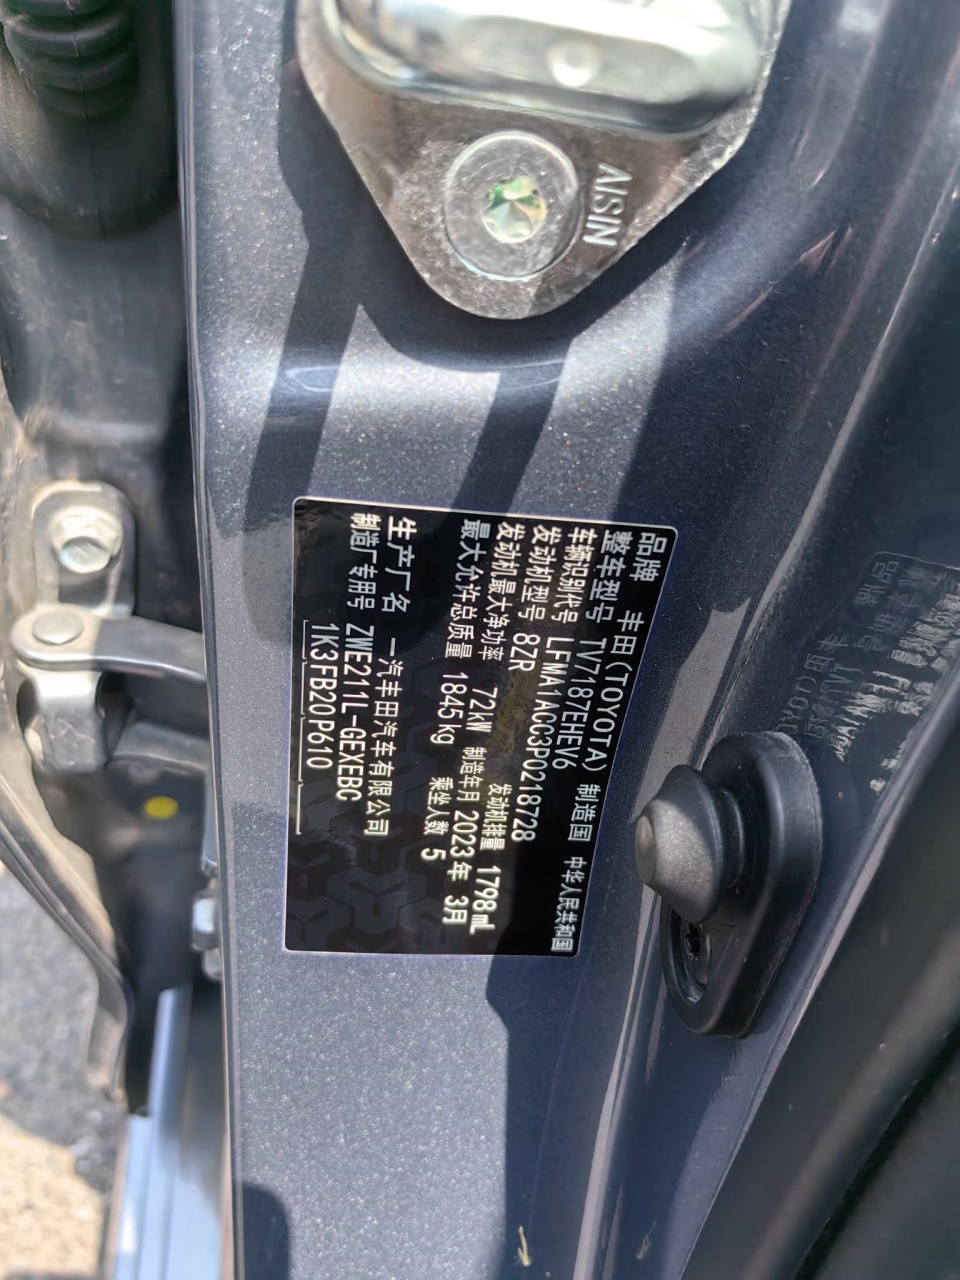 AISIN
品牌 丰田(TOYOTA) 制造国 中华人民共和国
整车型号 TV7187EHEV6
车辆识别代号 LFMA1ACC3P0218728
发动机型号 8ZR 发动机排量 1798mL
发动机最大净功率 72kW 制造年月 2023年 3月
最大允许总质量 1845kg 乘坐人数 5
生产厂名 一汽丰田汽车有限公司
制造厂专用号 ZWE211L-GEXEBC
1K3FB20P610